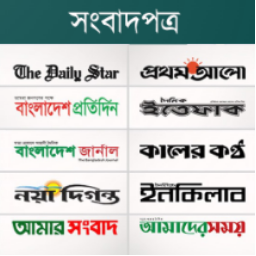 সংবাদপত্র
The Daily Star
প্রথম আলো
বাংলাদেশ প্রতিদিন
দৈনিক
ইত্তেফাক
বাংলাদেশ জার্নাল
কালের কণ্ঠ
নয়া দিগন্ত
ইনকিলাব
আমার সংবাদ
আমাদের সময়